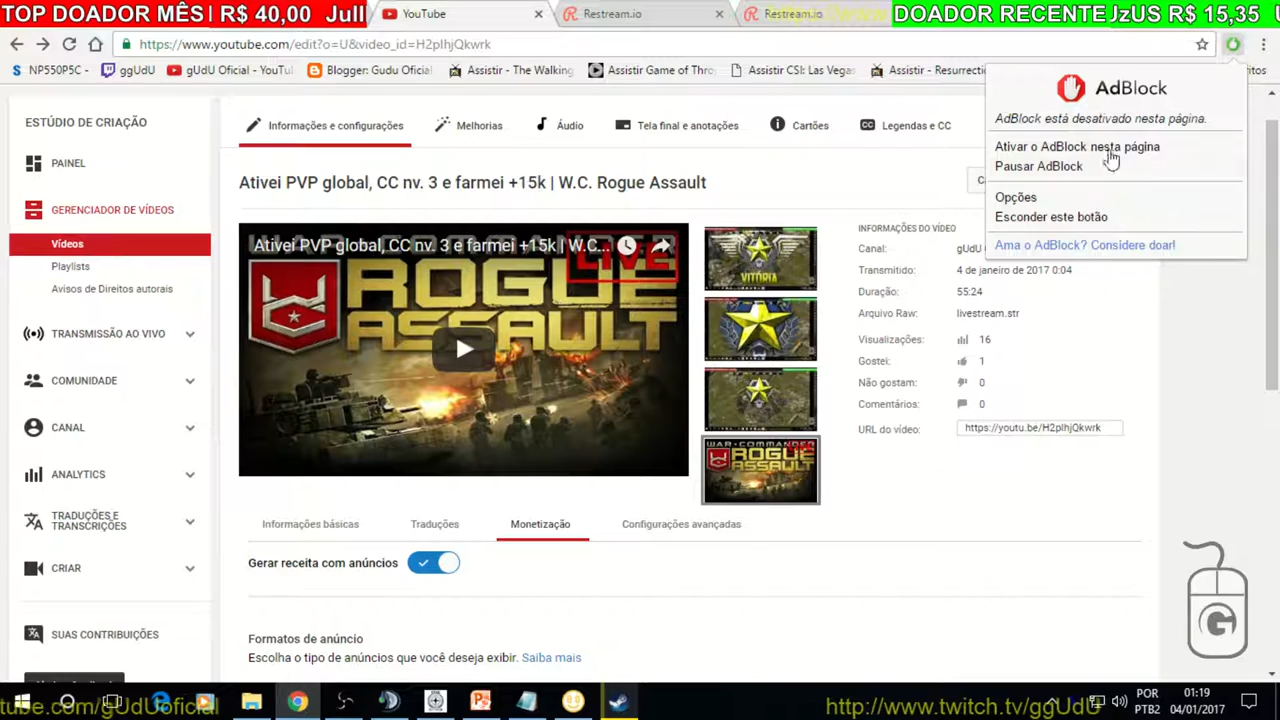 TOP DOADOR MÊS| R$ 40,00 Jull
YouTube
Restream.io
Restream.io
DOADOR RECENTE JzUS R$ 15,35
https://www.youtube.com/edit?o=U&video_id=H2plhjQkwrk
NP550P5C -
ggUdU
gUdU Oficial - YouTu
Blogger: Gudu Oficial
Assistir - The Walking
Assistir Game of Thro
Assistir CSI: Las Vegas
Assistir - Resurrecti
AdBlock
AdBlock está desativado nesta página.
Ativar o AdBlock nesta página
Pausar AdBlock
Opções
Esconder este botão
Ama o AdBlock? Considere doar!
ESTÚDIO DE CRIAÇÃO
PAINEL
GERENCIADOR DE VÍDEOS
Vídeos
Playlists
Avisos de Direitos autorais
TRANSMISSÃO AO VIVO
COMUNIDADE
CANAL
ANALYTICS
TRADUÇÕES E
TRANSCRIÇÕES
CRIAR
SUAS CONTRIBUIÇÕES
Informações e configurações
Melhorias
Áudio
Tela final e anotações
Cartões
CC Legendas e CC
Ativei PVP global, CC nv. 3 e farmei +15k | W.C. Rogue Assault
Ativei PVP global, CC nv. 3 e farmei +15k | W.C...
LIVE
ROGUE
ASSAULT
VITÓRIA
WAR COMMANDER
ROGUE
ASSAULT
INFORMAÇÕES DO VÍDEO
Canal: gUdU
Transmitido: 4 de janeiro de 2017 0:04
Duração: 55:24
Arquivo Raw: livestream.str
Visualizações: 16
Gostei: 1
Não gostam: 0
Comentários: 0
URL do vídeo: https://youtu.be/H2plhjQkwrk
Informações básicas
Traduções
Monetização
Configurações avançadas
Gerar receita com anúncios
Formatos de anúncio
Escolha o tipo de anúncios que você deseja exibir. Saiba mais
G
tube.com/gUdUoficial
http://www.twitch.tv/ggUdU
POR
PTB2
01:19
04/01/2017